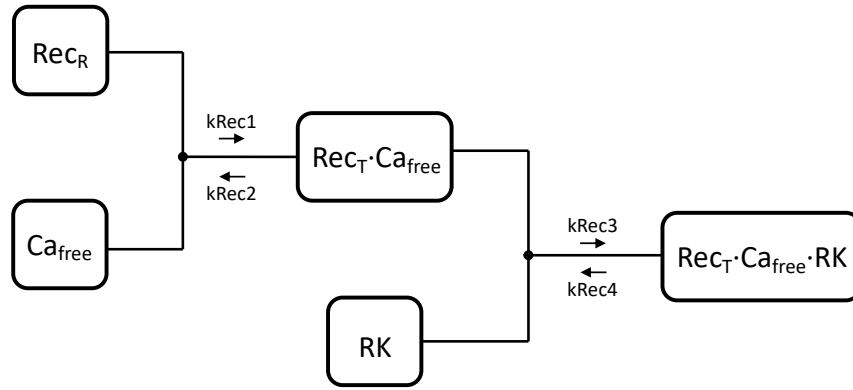 Rec_R
kRec1
Rec_T·Ca_free
kRec2
Ca_free
kRec3
Rec_T·Ca_free·RK
kRec4
RK